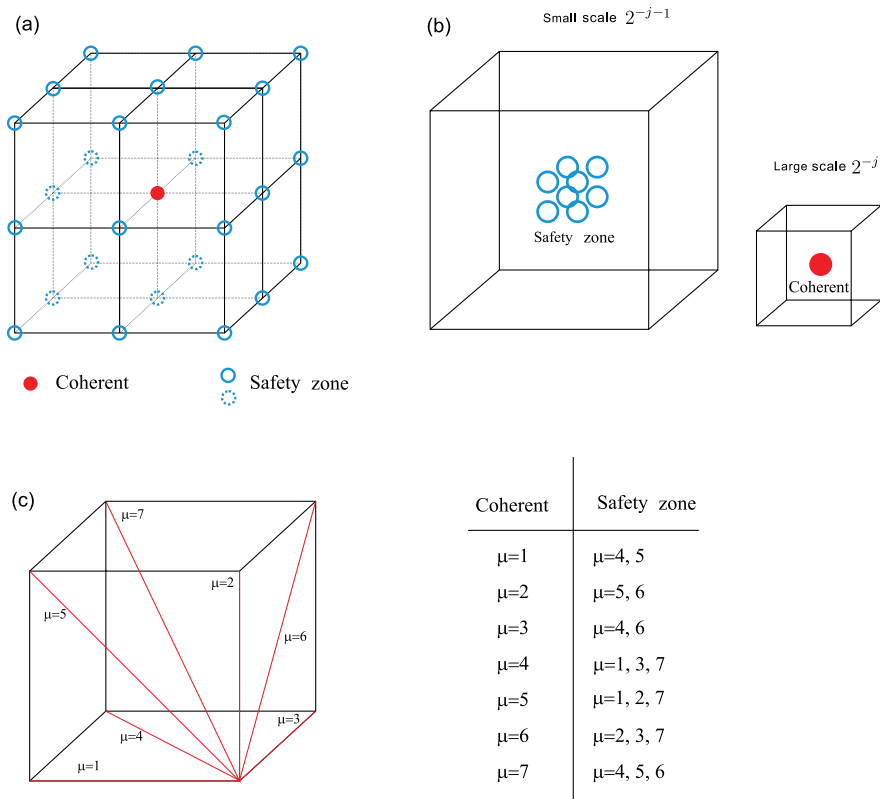 (a)
Coherent
Safety zone
(b)
Small scale 2^{-j-1}
Safety zone
Large scale 2^{-j}
Coherent
(c)
μ=7
μ=2
μ=5
μ=6
μ=3
μ=4
μ=1
Coherent Safety zone
μ=1 μ=4, 5
μ=2 μ=5, 6
μ=3 μ=4, 6
μ=4 μ=1, 3, 7
μ=5 μ=1, 2, 7
μ=6 μ=2, 3, 7
μ=7 μ=4, 5, 6